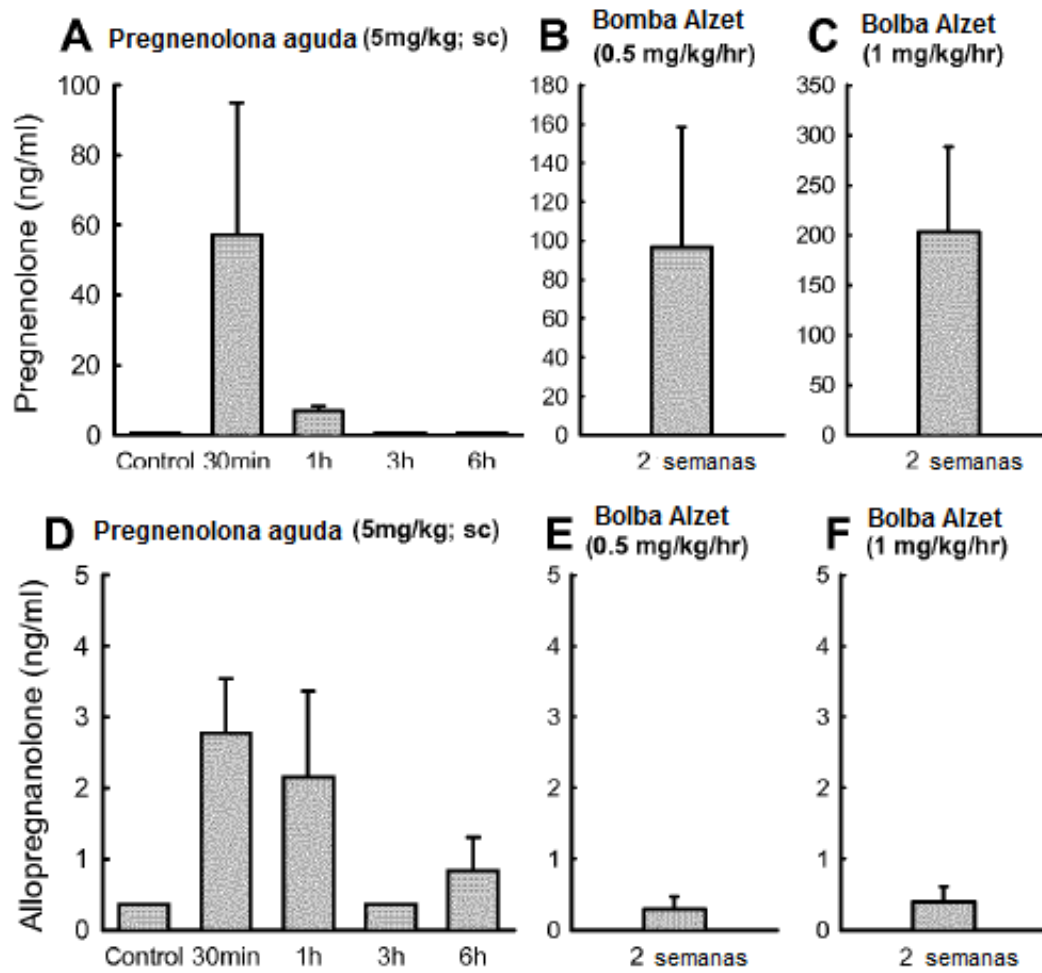 A Pregnenolona aguda (5mg/kg; sc)
Pregnenolone (ng/ml)
100
80
60
40
20
0
Control 30min 1h 3h 6h
B Bomba Alzet
(0.5 mg/kg/hr)
180
160
140
120
100
80
60
40
20
0
2 semanas
C Bolba Alzet
(1 mg/kg/hr)
350
300
250
200
150
100
50
0
2 semanas
D Pregnenolona aguda (5mg/kg; sc)
Allopregnanolone (ng/ml)
5
4
3
2
1
0
Control 30min 1h 3h 6h
E Bolba Alzet
(0.5 mg/kg/hr)
5
4
3
2
1
0
2 semanas
F Bolba Alzet
(1 mg/kg/hr)
5
4
3
2
1
0
2 semanas